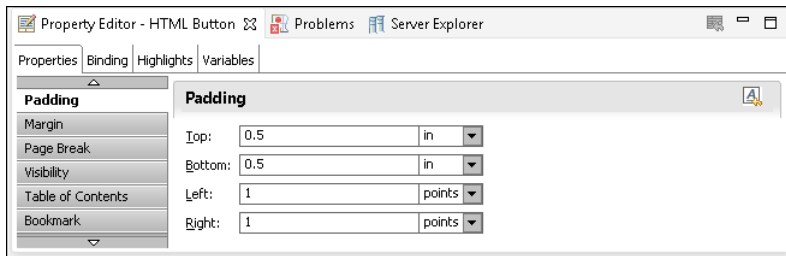 Property Editor - HTML Button Problems Server Explorer
Properties Binding Highlights Variables
Padding
Margin
Page Break
Visibility
Table of Contents
Bookmark
Padding
Top: 0.5 in
Bottom: 0.5 in
Left: 1 points
Right: 1 points